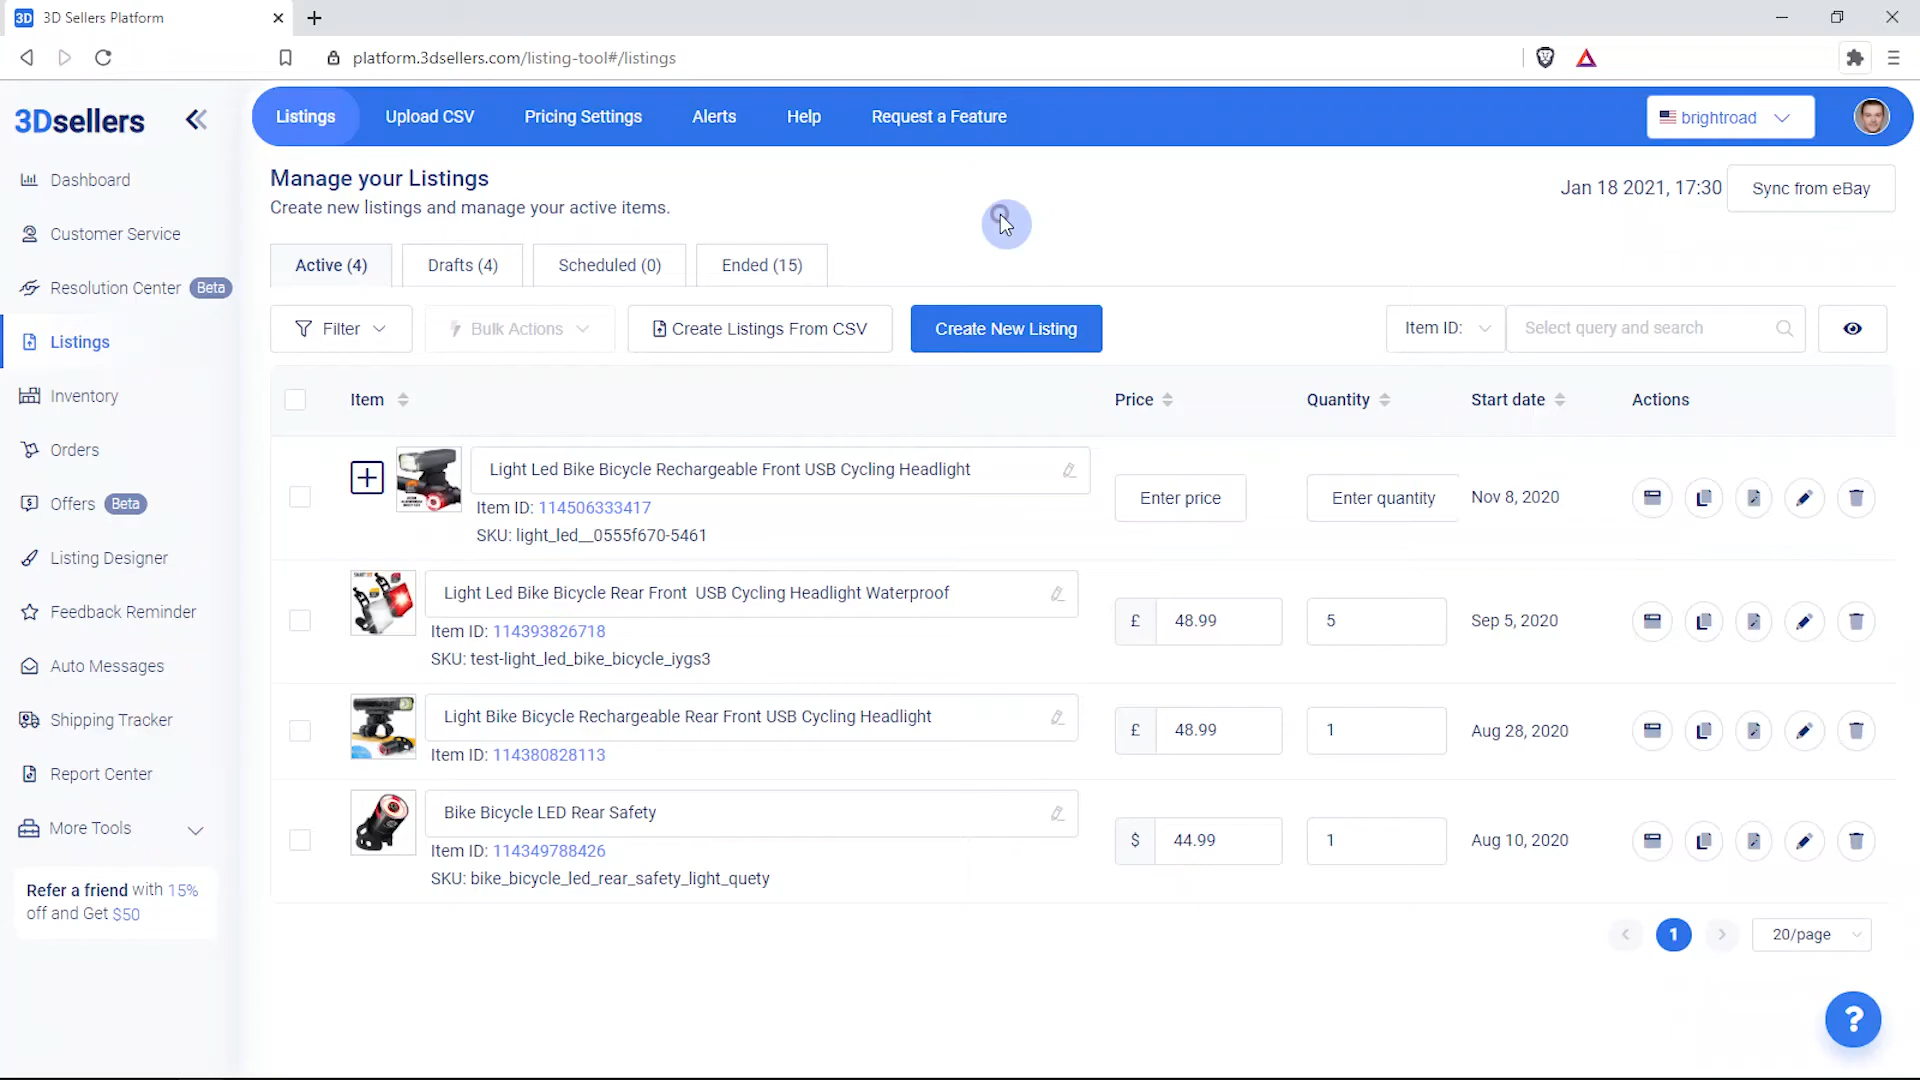 3D Sellers Platform
platform.3dsellers.com/listing-tool#/listings
3Dsellers
Listings
Upload CSV
Pricing Settings
Alerts
Help
Request a Feature
brightroad
Dashboard
Customer Service
Resolution Center Beta
Listings
Inventory
Orders
Offers Beta
Listing Designer
Feedback Reminder
Auto Messages
Shipping Tracker
Report Center
More Tools
Refer a friend with 15%
off and Get $50
Manage your Listings
Create new listings and manage your active items.
Jan 18 2021, 17:30
Sync from eBay
Active (4)
Drafts (4)
Scheduled (0)
Ended (15)
Filter
Bulk Actions
Create Listings From CSV
Create New Listing
Item ID:
Select query and search
Item
Price
Quantity
Start date
Actions
Light Led Bike Bicycle Rechargeable Front USB Cycling Headlight
Item ID: 114506333417
SKU: light_led__0555f670-5461
Enter price
Enter quantity
Nov 8, 2020
Light Led Bike Bicycle Rear Front  USB Cycling Headlight Waterproof
Item ID: 114393826718
SKU: test-light_led_bike_bicycle_iygs3
£ 48.99
5
Sep 5, 2020
Light Bike Bicycle Rechargeable Rear Front USB Cycling Headlight
Item ID: 114380828113
£ 48.99
1
Aug 28, 2020
Bike Bicycle LED Rear Safety
Item ID: 114349788426
SKU: bike_bicycle_led_rear_safety_light_quety
$ 44.99
1
Aug 10, 2020
1
20/page
?